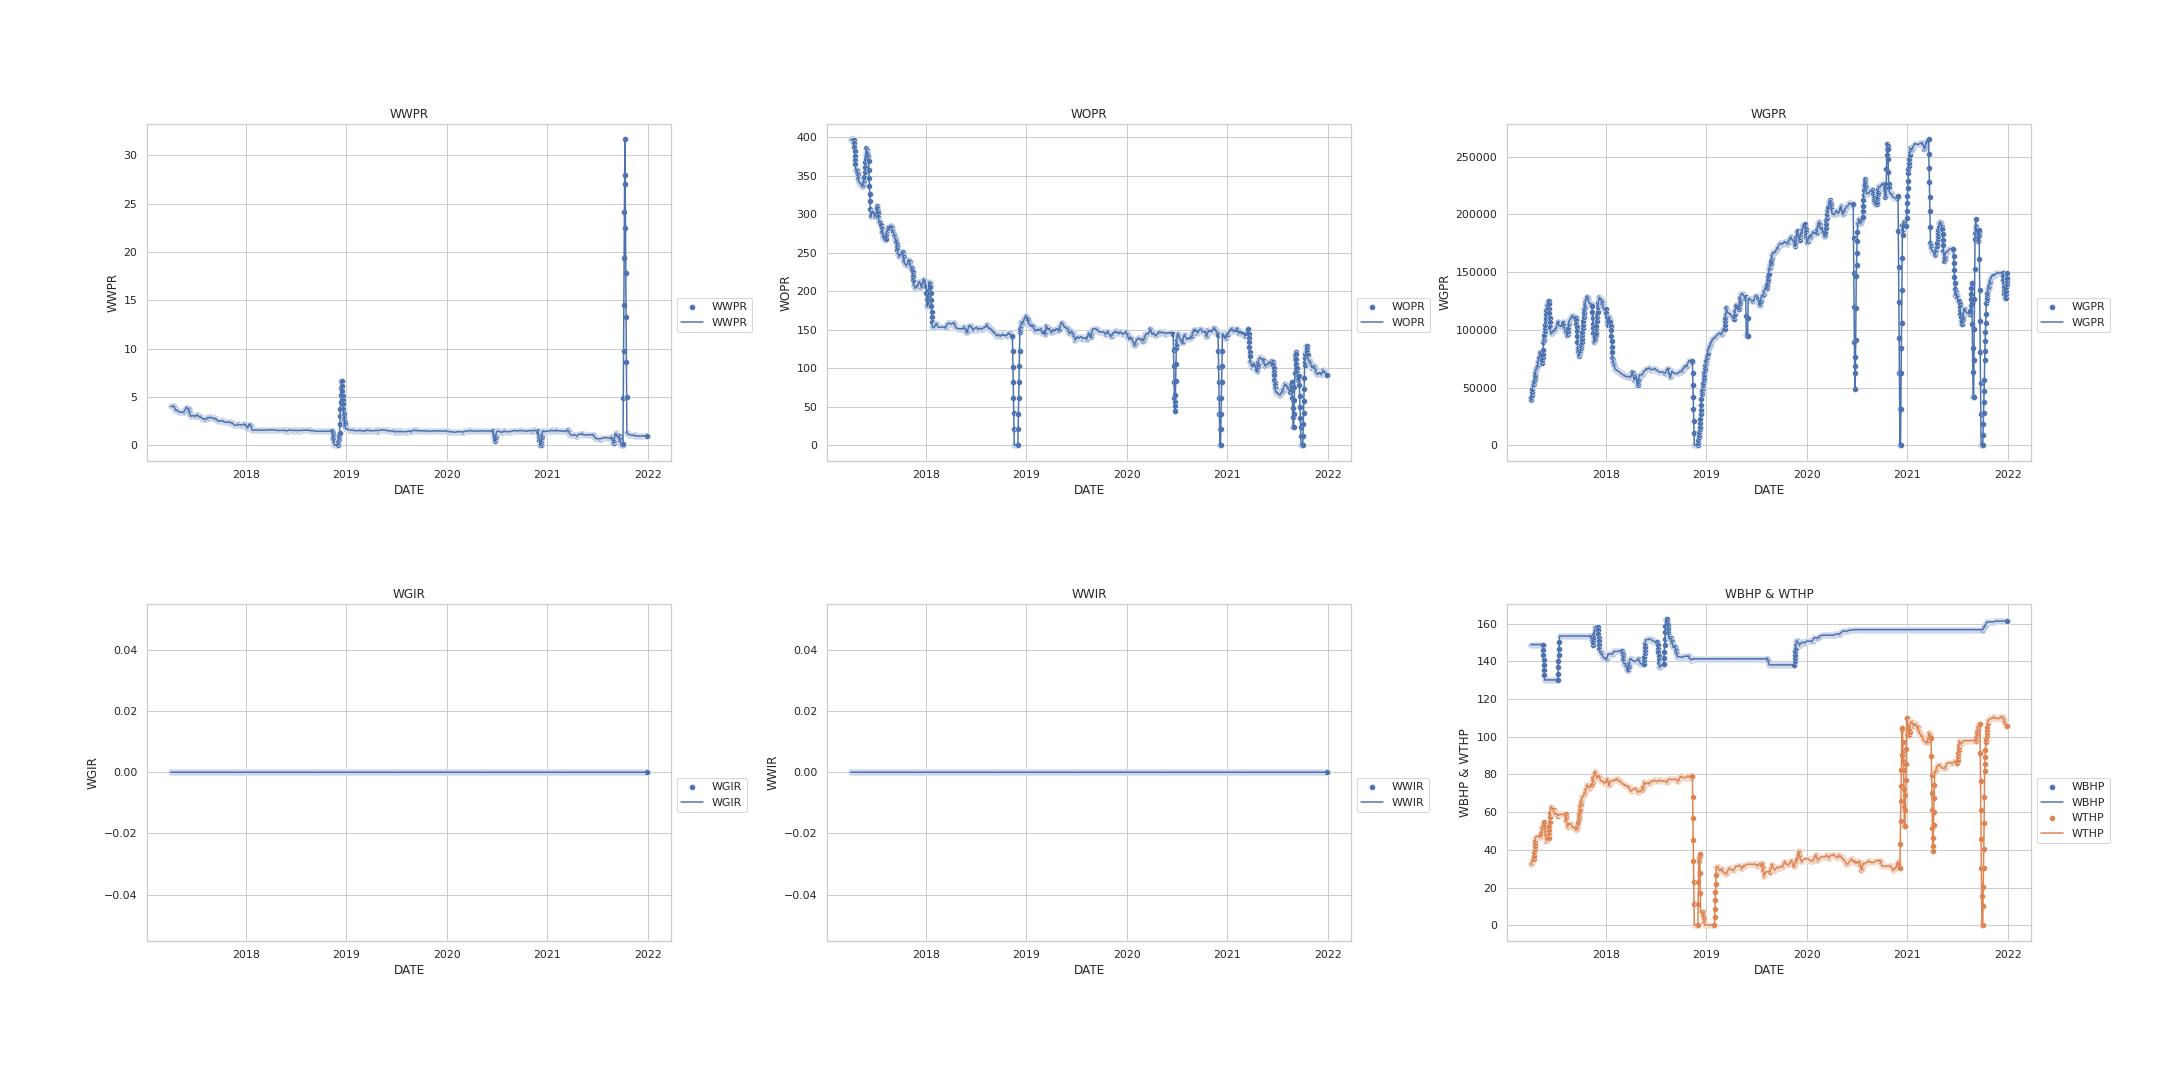 WWPR
WWPR
30
25
20
15
10
5
0
2018 2019 2020 2021 2022
DATE
WWPR
WWPR
WOPR
WOPR
400
350
300
250
200
150
100
50
0
2018 2019 2020 2021 2022
DATE
WOPR
WOPR
WGPR
WGPR
250000
200000
150000
100000
50000
0
2018 2019 2020 2021 2022
DATE
WGPR
WGPR
WGIR
WGIR
0.04
0.02
0.00
−0.02
−0.04
2018 2019 2020 2021 2022
DATE
WGIR
WGIR
WWIR
WWIR
0.04
0.02
0.00
−0.02
−0.04
2018 2019 2020 2021 2022
DATE
WWIR
WWIR
WBHP & WTHP
WBHP & WTHP
160
140
120
100
80
60
40
20
0
2018 2019 2020 2021 2022
DATE
WBHP
WBHP
WTHP
WTHP